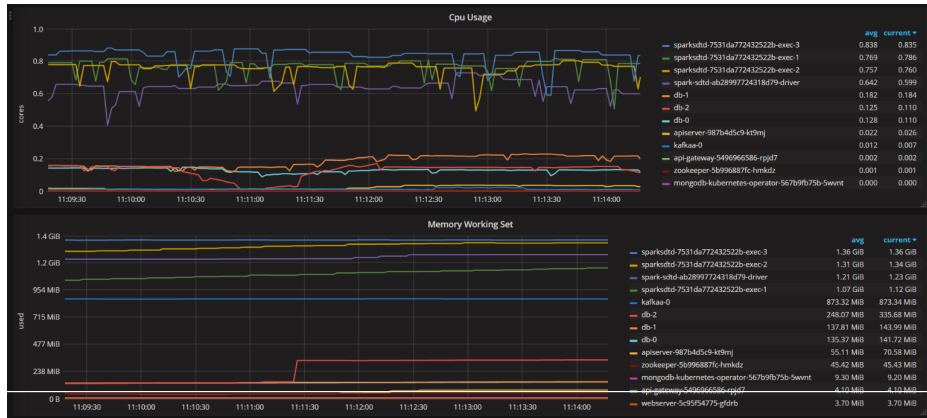 Cpu Usage
cores
1.0
0.8
0.6
0.4
0.2
0
11:09:30 11:10:00 11:10:30 11:11:00 11:11:30 11:12:00 11:12:30 11:13:00 11:13:30 11:14:00
avg current
sparksdtd-7531da772432522b-exec-3 0.838 0.835
sparksdtd-7531da772432522b-exec-1 0.769 0.786
sparksdtd-7531da772432522b-exec-2 0.757 0.760
spark-sdtd-ab28997724318d79-driver 0.642 0.599
db-1 0.182 0.184
db-2 0.125 0.110
db-0 0.128 0.110
apiserver-987b4d5c9-kt9mj 0.022 0.026
kafkaa-0 0.012 0.007
api-gateway-5496966586-rpjd7 0.002 0.002
zookeeper-5b996887fc-hmkdz 0.001 0.001
mongodb-kubernetes-operator-567b9fb75b-5wvnt 0.000 0.000
Memory Working Set
used
1.4 GiB
1.2 GiB
954 MiB
715 MiB
477 MiB
238 MiB
0 B
11:09:30 11:10:00 11:10:30 11:11:00 11:11:30 11:12:00 11:12:30 11:13:00 11:13:30 11:14:00
avg current
sparksdtd-7531da772432522b-exec-3 1.36 GiB 1.36 GiB
sparksdtd-7531da772432522b-exec-2 1.31 GiB 1.34 GiB
spark-sdtd-ab28997724318d79-driver 1.21 GiB 1.23 GiB
sparksdtd-7531da772432522b-exec-1 1.07 GiB 1.12 GiB
kafkaa-0 873.32 MiB 873.34 MiB
db-2 248.07 MiB 335.68 MiB
db-1 137.81 MiB 143.99 MiB
db-0 135.37 MiB 141.72 MiB
apiserver-987b4d5c9-kt9mj 55.11 MiB 70.58 MiB
zookeeper-5b996887fc-hmkdz 45.42 MiB 45.43 MiB
mongodb-kubernetes-operator-567b9fb75b-5wvnt 9.30 MiB 9.20 MiB
api-gateway-5496966586-rpjd7 4.10 MiB 4.10 MiB
webserver-5c95f54775-gfdrb 3.70 MiB 3.70 MiB